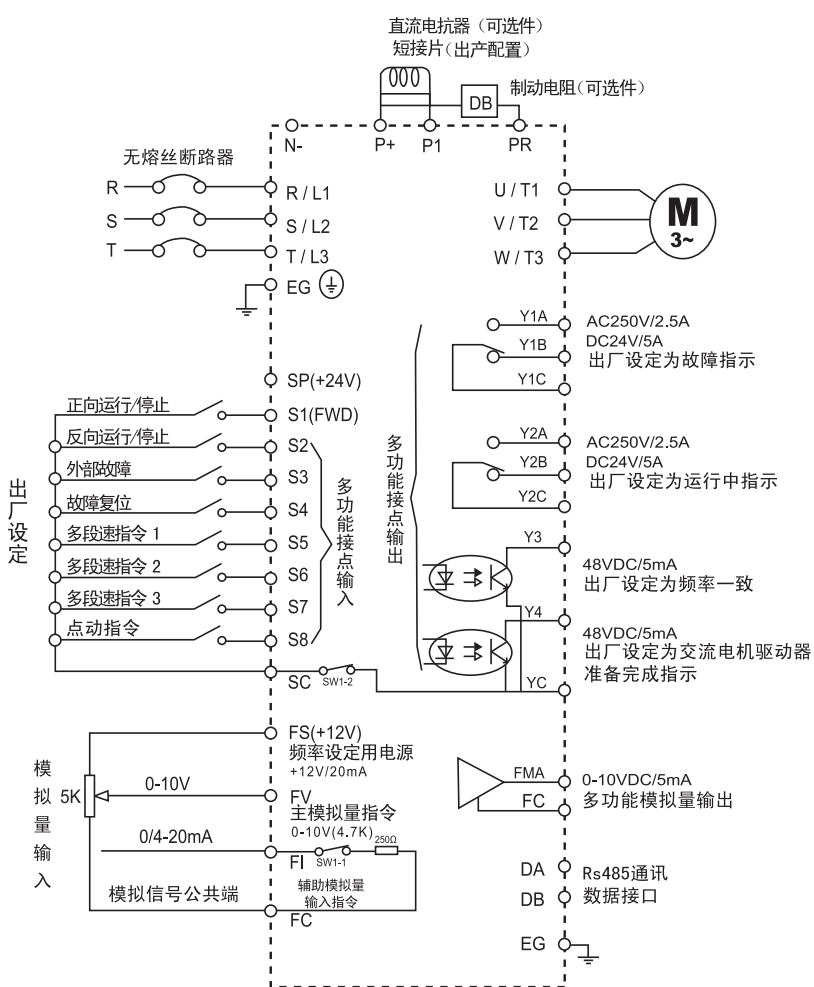 直流电抗器（可选件）
短接片（出产配置）
DB
制动电阻（可选件）
N-
P+
P1
PR
无熔丝断路器
R
R / L1
S
S / L2
T
T / L3
EG
U / T1
V / T2
W / T3
M
3~
SP(+24V)
正向运行/停止
S1(FWD)
反向运行/停止
S2
外部故障
S3
故障复位
S4
多段速指令 1
S5
多段速指令 2
S6
多段速指令 3
S7
点动指令
S8
SC
SW1-2
出厂设定
多功能接点输入
多功能接点输出
Y1A
Y1B
Y1C
AC250V/2.5A
DC24V/5A
出厂设定为故障指示
Y2A
Y2B
Y2C
AC250V/2.5A
DC24V/5A
出厂设定为运行中指示
Y3
48VDC/5mA
出厂设定为频率一致
Y4
48VDC/5mA
出厂设定为交流电机驱动器
准备完成指示
YC
模拟量输入
5K
FS(+12V)
频率设定用电源
+12V/20mA
0-10V
FV
主模拟量指令
0-10V(4.7K)
250Ω
0/4-20mA
FI
SW1-1
辅助模拟量
输入指令
模拟信号公共端
FC
FMA
FC
0-10VDC/5mA
多功能模拟量输出
DA
DB
Rs485通讯
数据接口
EG